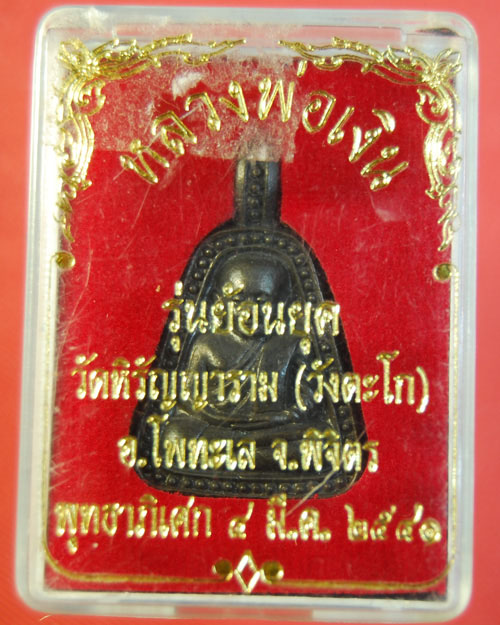 หลวงพ่อเงิน
รุ่นย้อนยุค
วัดหิรัญญาราม (วังตะโก)
อ.โพทะเล จ.พิจิตร
พุทธาภิเศก ๔ มี.ค. ๒๕๔๑